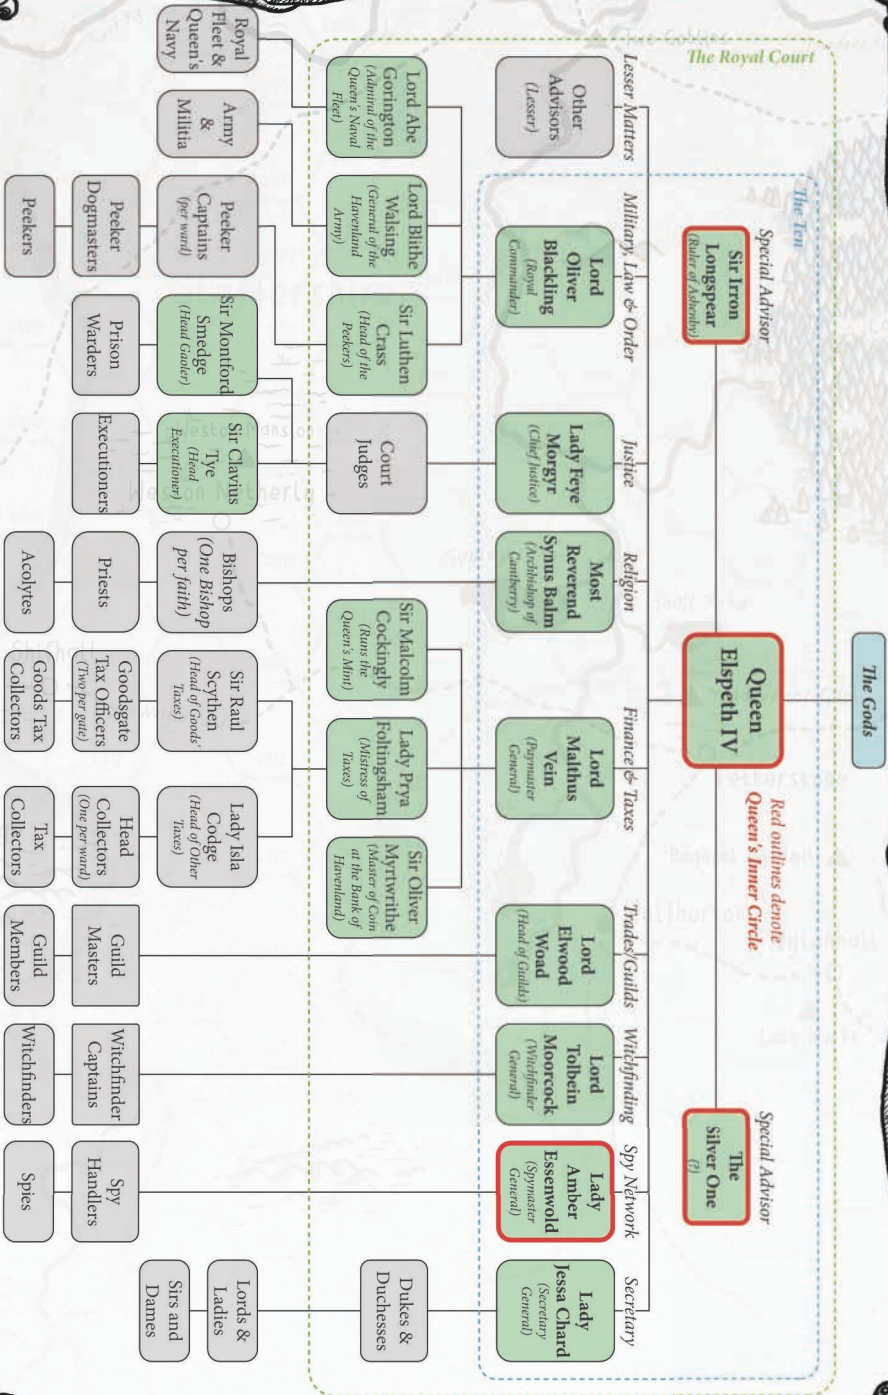 The Gods
The Royal Court
Red outlines denote
Queen's Inner Circle
Special Advisor
Sir Irron
Longspear
(Ruler of Ashenby)
Queen
Elspeth IV
Special Advisor
The
Silver One
(?)
The Ten
Lesser Matters
Military, Law & Order
Justice
Religion
Finance & Taxes
Trades/Guilds
Witchfinding
Spy Network
Secretary
Other
Advisors
(Lesser)
Lord
Oliver
Blackling
(Royal
Commander)
Lady Feye
Morgyr
(Chief Justice)
Most
Reverend
Synus Balm
(Archbishop of
Cantberry)
Lord
Malthus
Vein
(Paymaster
General)
Lord
Elwood
Woad
(Head of Guilds)
Lord
Tolbein
Moorcock
(Witchfinder
General)
Lady
Amber
Essenwold
(Spymaster
General)
Lady
Jessa Chard
(Secretary
General)
Lord Abe
Gorington
(Admiral of the
Queen's Naval
Fleet)
Lord Blithe
Walsing
(General of the
Havenland
Army)
Sir Luthen
Crass
(Head of the
Peekers)
Court
Judges
Sir Malcolm
Cockingly
(Runs the
Queen's Mint)
Lady Prya
Foltingsham
(Mistress of
Taxes)
Sir Oliver
Myrtwrithe
(Master of Coin
at the Bank of
Havenland)
Dukes &
Duchesses
Royal
Fleet &
Queen's
Navy
Army
&
Militia
Peeker
Captains
(per ward)
Sir Montford
Smedge
(Head Gaoler)
Sir Clavius
Tye
(Head
Executioner)
Bishops
(One Bishop
per faith)
Sir Raul
Scythen
(Head of Goods'
Taxes)
Lady Isla
Codge
(Head of Other
Taxes)
Lords &
Ladies
Peeker
Dogmasters
Prison
Warders
Executioners
Priests
Goodsgate
Tax Officers
(Two per gate)
Head
Collectors
(One per ward)
Guild
Masters
Witchfinder
Captains
Spy
Handlers
Sirs and
Dames
Peekers
Acolytes
Goods Tax
Collectors
Tax
Collectors
Guild
Members
Witchfinders
Spies